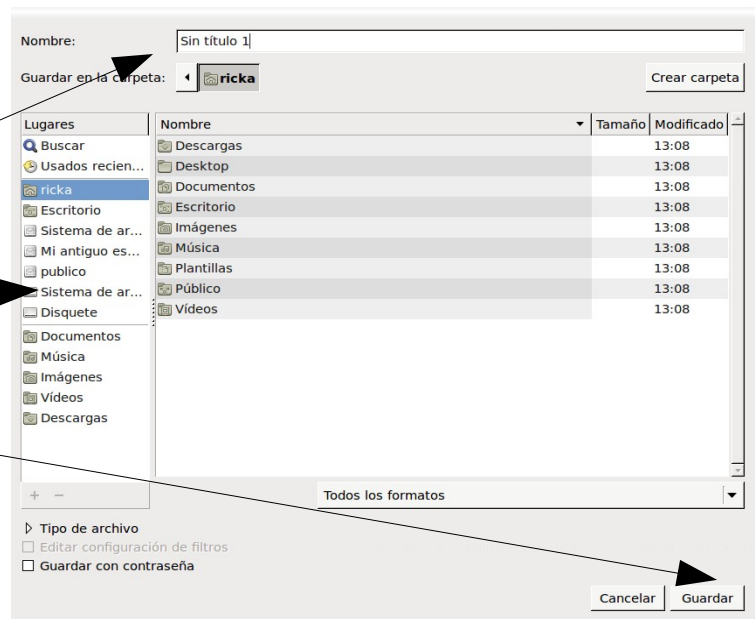 Nombre: Sin título 1
Guardar en la carpeta: ricka Crear carpeta
Lugares Nombre Tamaño Modificado
Buscar Descargas 13:08
Usados recien... Desktop 13:08
ricka Documentos 13:08
Escritorio Escritorio 13:08
Sistema de ar... Imágenes 13:08
Mi antiguo es... Música 13:08
publico Plantillas 13:08
Sistema de ar... Público 13:08
Disquete Vídeos 13:08
Documentos
Música
Imágenes
Vídeos
Descargas
+ − Todos los formatos
Tipo de archivo
Editar configuración de filtros
Guardar con contraseña
Cancelar Guardar